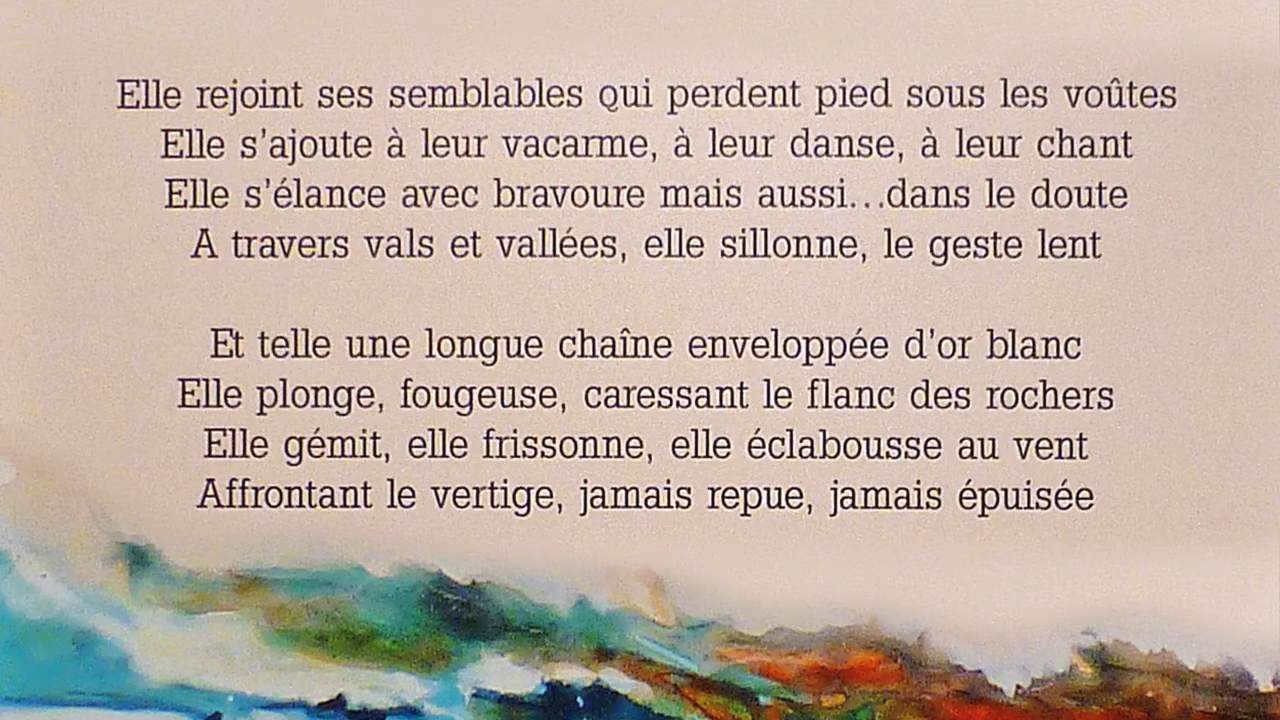 Elle rejoint ses semblables qui perdent pied sous les voûtes
Elle s'ajoute à leur vacarme, à leur danse, à leur chant
Elle s'élance avec bravoure mais aussi...dans le doute
A travers vals et vallées, elle sillonne, le geste lent
Et telle une longue chaîne enveloppée d'or blanc
Elle plonge, fougeuse, caressant le flanc des rochers
Elle gémit, elle frissonne, elle éclabousse au vent
Affrontant le vertige, jamais repue, jamais épuisée